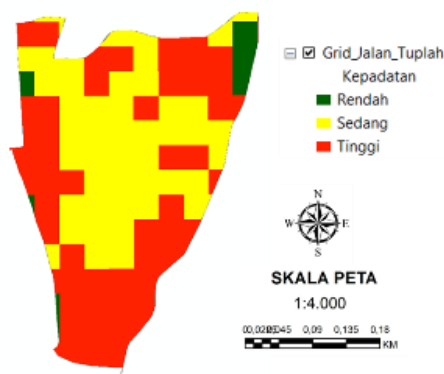 Grid_Jalan_Tuplah
Kepadatan
Rendah
Sedang
Tinggi
N
W E
S
SKALA PETA
1:4.000
0,09 0,135 0,18
KM